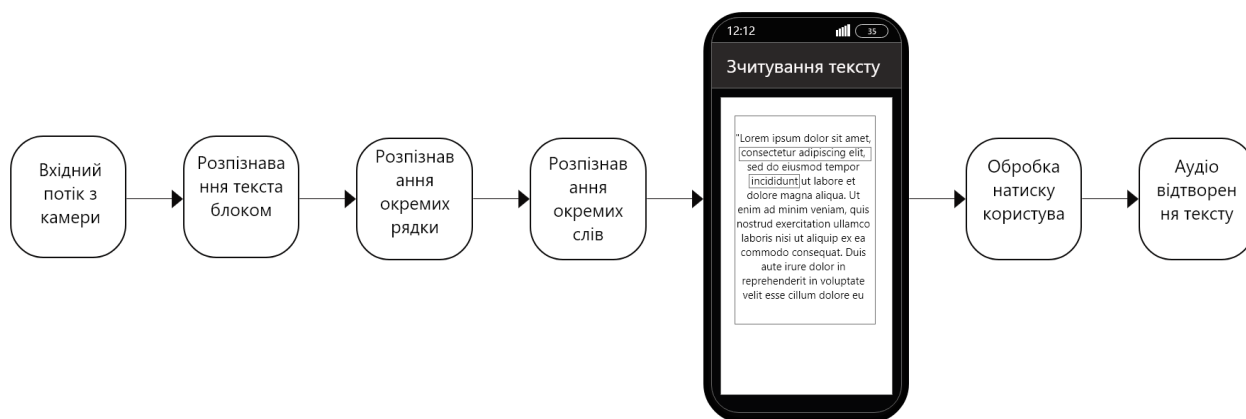 Вхідний
потік з
камери
Розпізнава
ння текста
блоком
Розпізнав
ання
окремих
рядки
Розпізнав
ання
окремих
слів
12:12
35
Зчитування тексту
"Lorem ipsum dolor sit amet,
consectetur adipiscing elit,
sed do eiusmod tempor
incididunt ut labore et
dolore magna aliqua. Ut
enim ad minim veniam, quis
nostrud exercitation ullamco
laboris nisi ut aliquip ex ea
commodo consequat. Duis
aute irure dolor in
reprehenderit in voluptate
velit esse cillum dolore eu
Обробка
натиску
користува
Аудіо
відтворен
ня тексту